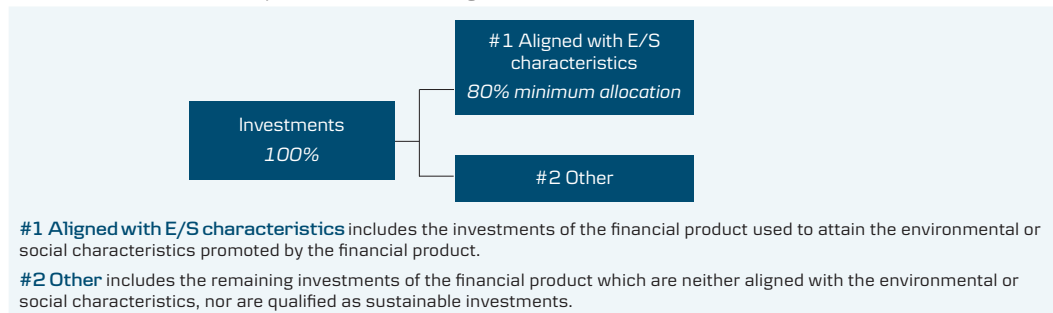 #1 Aligned with E/S
characteristics
80% minimum allocation
Investments
100%
#2 Other
#1 Aligned with E/S characteristics includes the investments of the financial product used to attain the environmental or
social characteristics promoted by the financial product.
#2 Other includes the remaining investments of the financial product which are neither aligned with the environmental or
social characteristics, nor are qualified as sustainable investments.